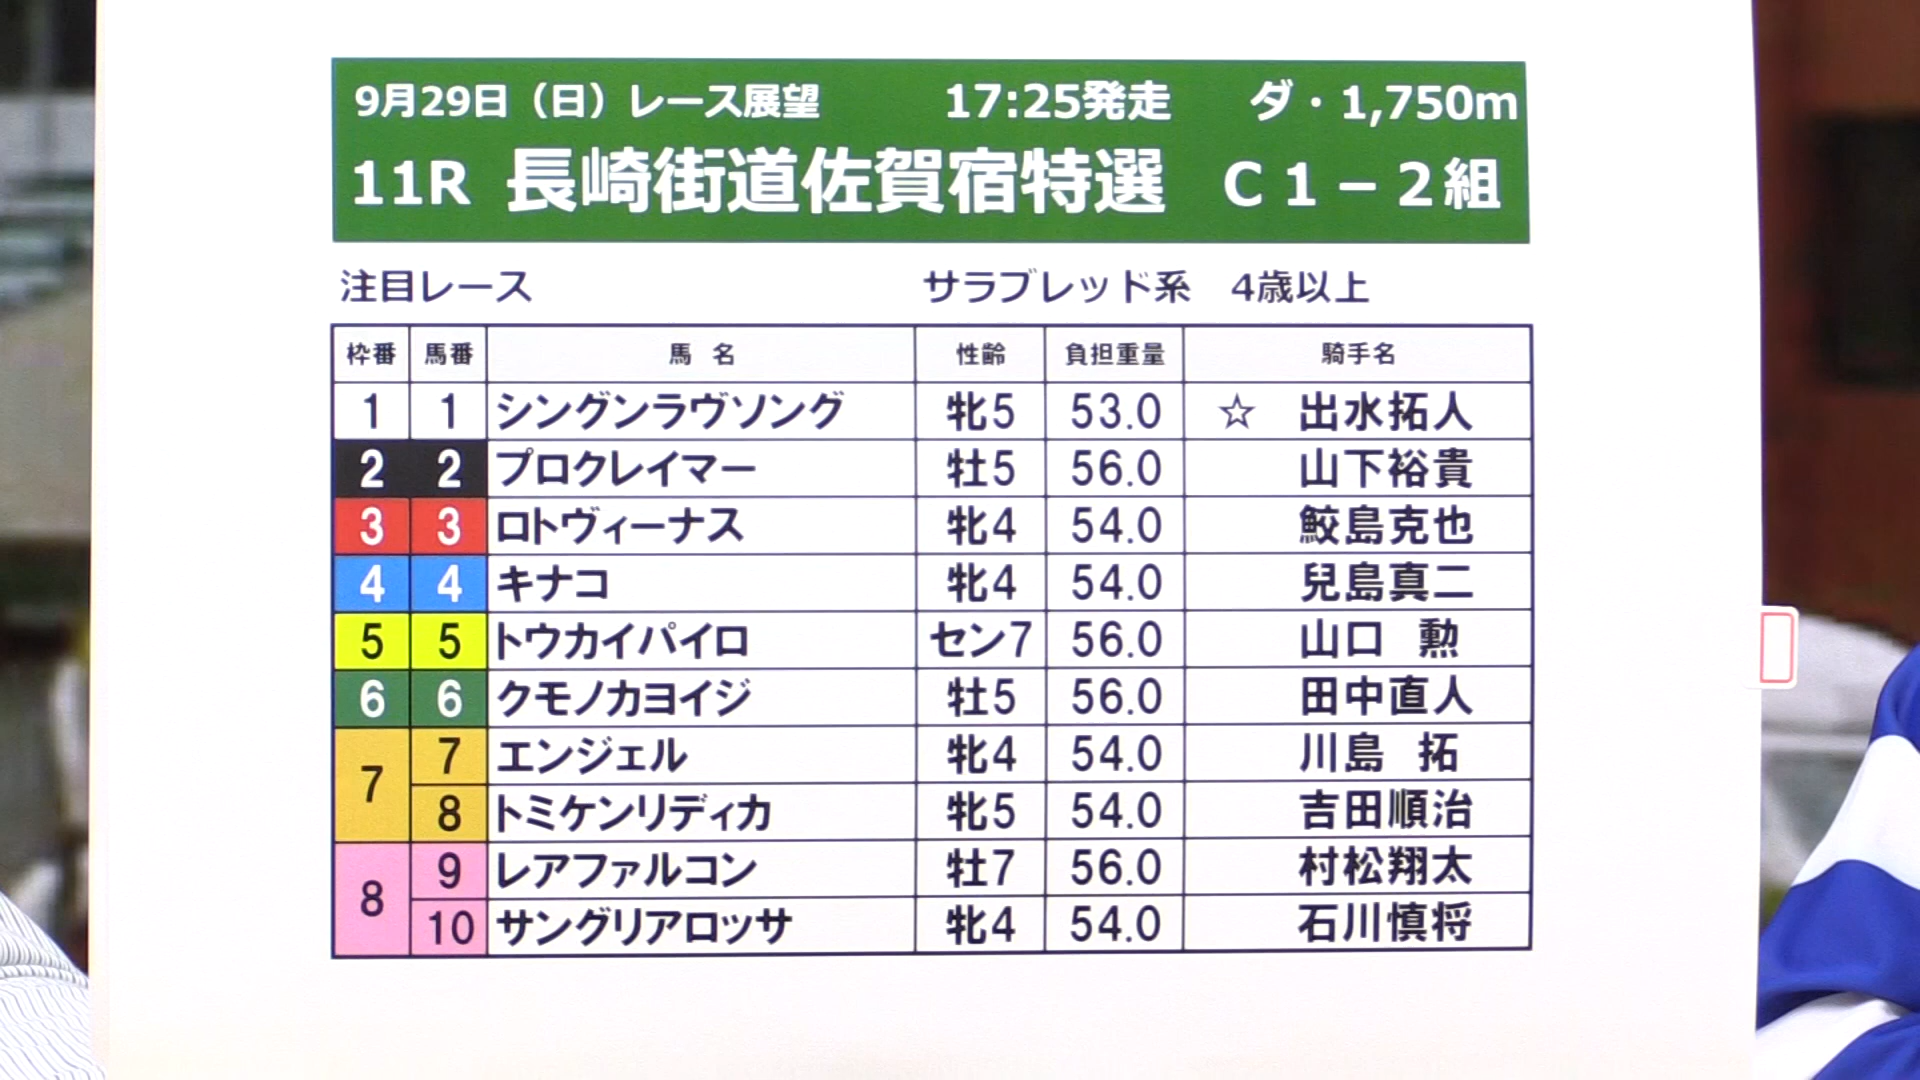 9月29日（日）レース展望 17:25発走 ダ・1,750m
11R 長崎街道佐賀宿特選 C1－2組
注目レース サラブレッド系 4歳以上
枠番 馬番 馬名 性齢 負担重量 騎手名
1 1 シングンラヴソング 牝5 53.0 ☆ 出水拓人
2 2 プロクレイマー 牡5 56.0 山下裕貴
3 3 ロトヴィーナス 牝4 54.0 鮫島克也
4 4 キナコ 牝4 54.0 兒島真二
5 5 トウカイパイロ セン7 56.0 山口 勲
6 6 クモノカヨイジ 牡5 56.0 田中直人
7 7 エンジェル 牝4 54.0 川島 拓
8 トミケンリディカ 牝5 54.0 吉田順治
8 9 レアファルコン 牡7 56.0 村松翔太
10 サングリアロッサ 牝4 54.0 石川慎将